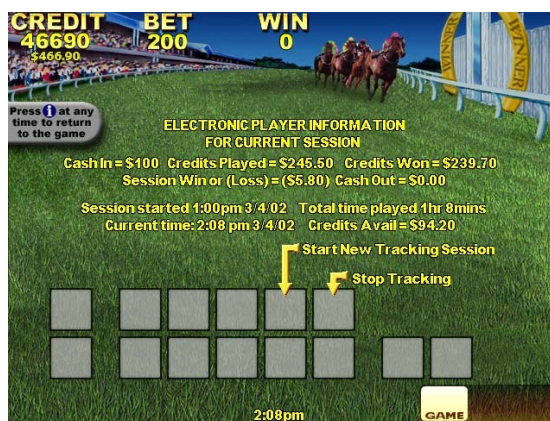 CREDIT BET WIN
46690 200 0
$466.90
WINNER
WINNER
Press i at any
time to return
to the game
ELECTRONIC PLAYER INFORMATION
FOR CURRENT SESSION
Cash In = $100 Credits Played = $245.50 Credits Won = $239.70
Session Win or (Loss) = ($5.80) Cash Out = $0.00
Session started 1:00pm 3/4/02 Total time played 1hr 8mins
Current time: 2:08 pm 3/4/02 Credits Avail = $94.20
Start New Tracking Session
Stop Tracking
2:08pm
GAME